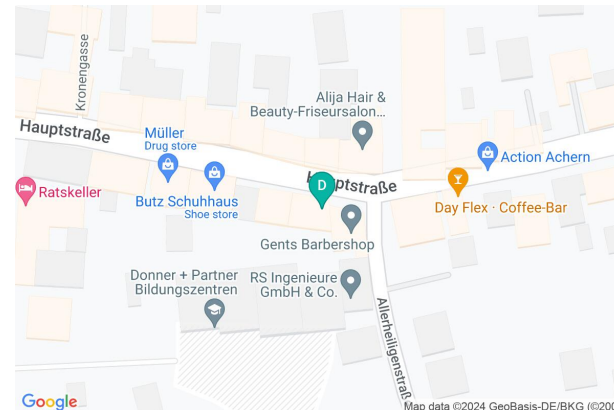 Kronengasse
Hauptstraße
Müller
Drug store
Alija Hair &
Beauty-Friseursalon...
Action Achern
Hauptstraße
D
Ratskeller
Butz Schuhhaus
Shoe store
Day Flex · Coffee-Bar
Gents Barbershop
Donner + Partner
Bildungszentren
RS Ingenieure
GmbH & Co.
Allerheiligenstraß
Google
Map data ©2024 GeoBasis-DE/BKG (©200